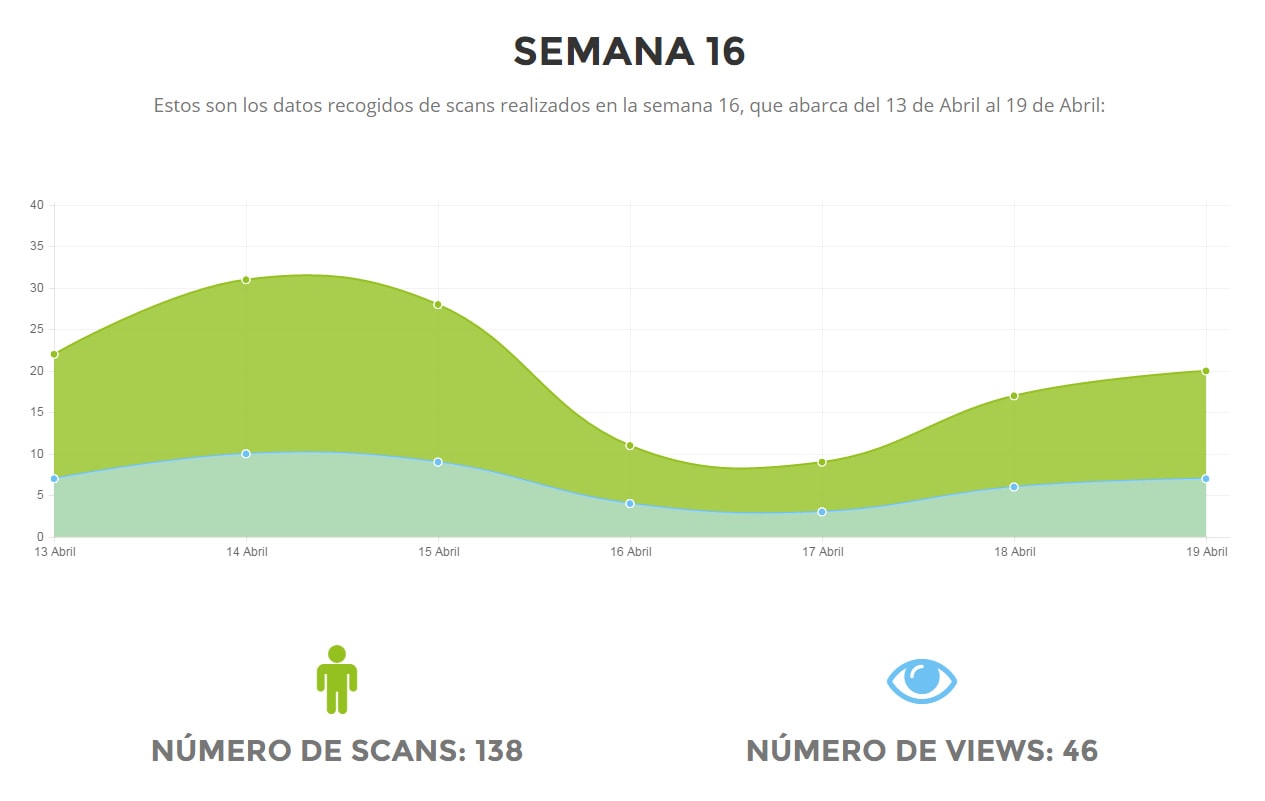 SEMANA 16
Estos son los datos recogidos de scans realizados en la semana 16, que abarca del 13 de Abril al 19 de Abril:
40
35
30
25
20
15
10
5
0
13 Abril 14 Abril 15 Abril 16 Abril 17 Abril 18 Abril 19 Abril
NÚMERO DE SCANS: 138 NÚMERO DE VIEWS: 46